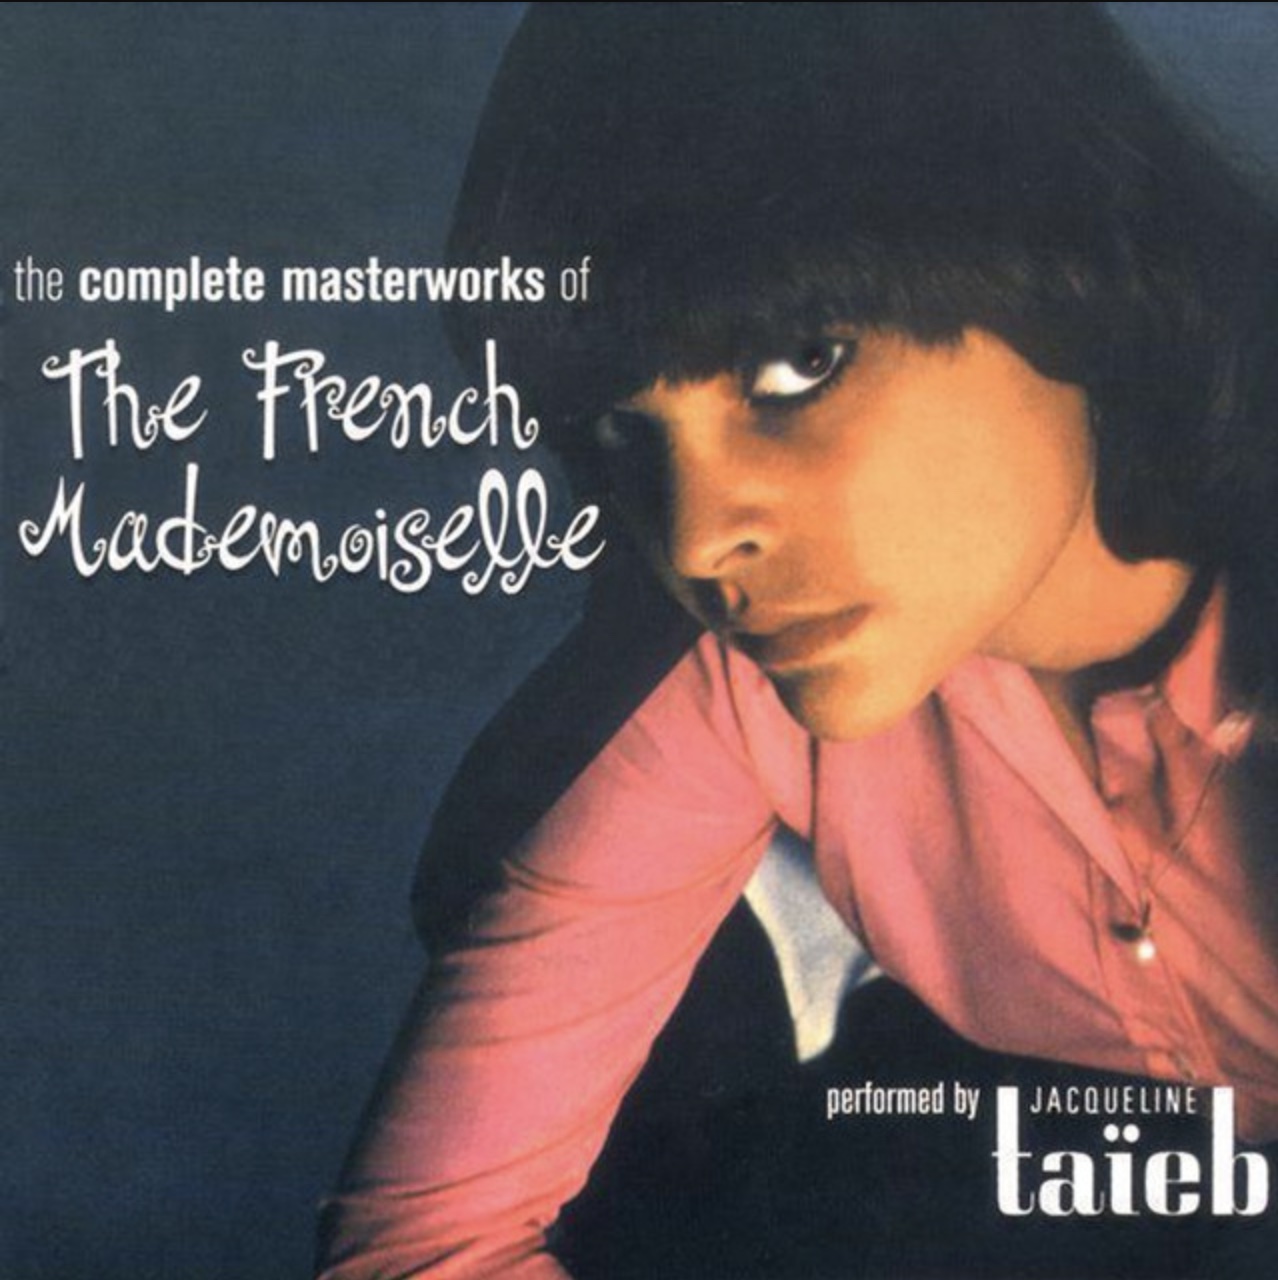 the complete masterworks of
The French
Mademoiselle
performed by JACQUELINE
taïeb